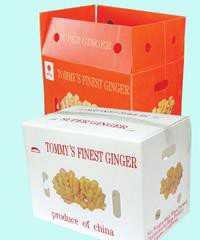 SUPER GINGER
TOMMY'S FINEST GINGER
SUPER GINGER
TOMMY'S FINEST GINGER
produce of china